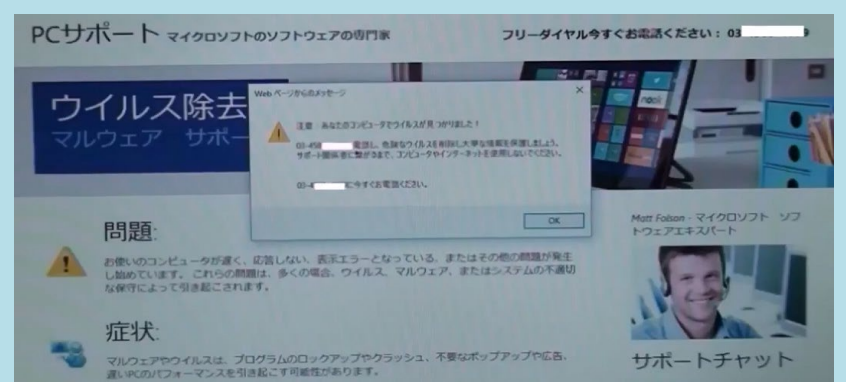 PCサポート マイクロソフトのソフトウェアの専門家
フリーダイヤル今すぐお電話ください： 03
9
ウイルス除去
マルウェア サポー
Web ページからのメッセージ
注意：あなたのコンピュータでウイルスが見つかりました！
03-458 電話し、危険なウイルスを削除し大事な情報を保護しましょう。
サポート関係者に繋がるまで、コンピュータやインターネットを使用しないでください。
03-4 に今すぐお電話ください。
OK
問題:
お使いのコンピュータが遅く、応答しない、表示エラーとなっている、またはその他の問題が発生
し始めています。 これらの問題は、多くの場合、ウイルス、マルウェア、またはシステムの不適切
な保守によって引き起こされます。
Matt Folson - マイクロソフト ソフ
トウェアエキスパート
症状:
マルウェアやウイルスは、プログラムのロックアップやクラッシュ、不要なポップアップや広告、
遅いPCのパフォーマンスを引き起こす可能性があります。
サポートチャット